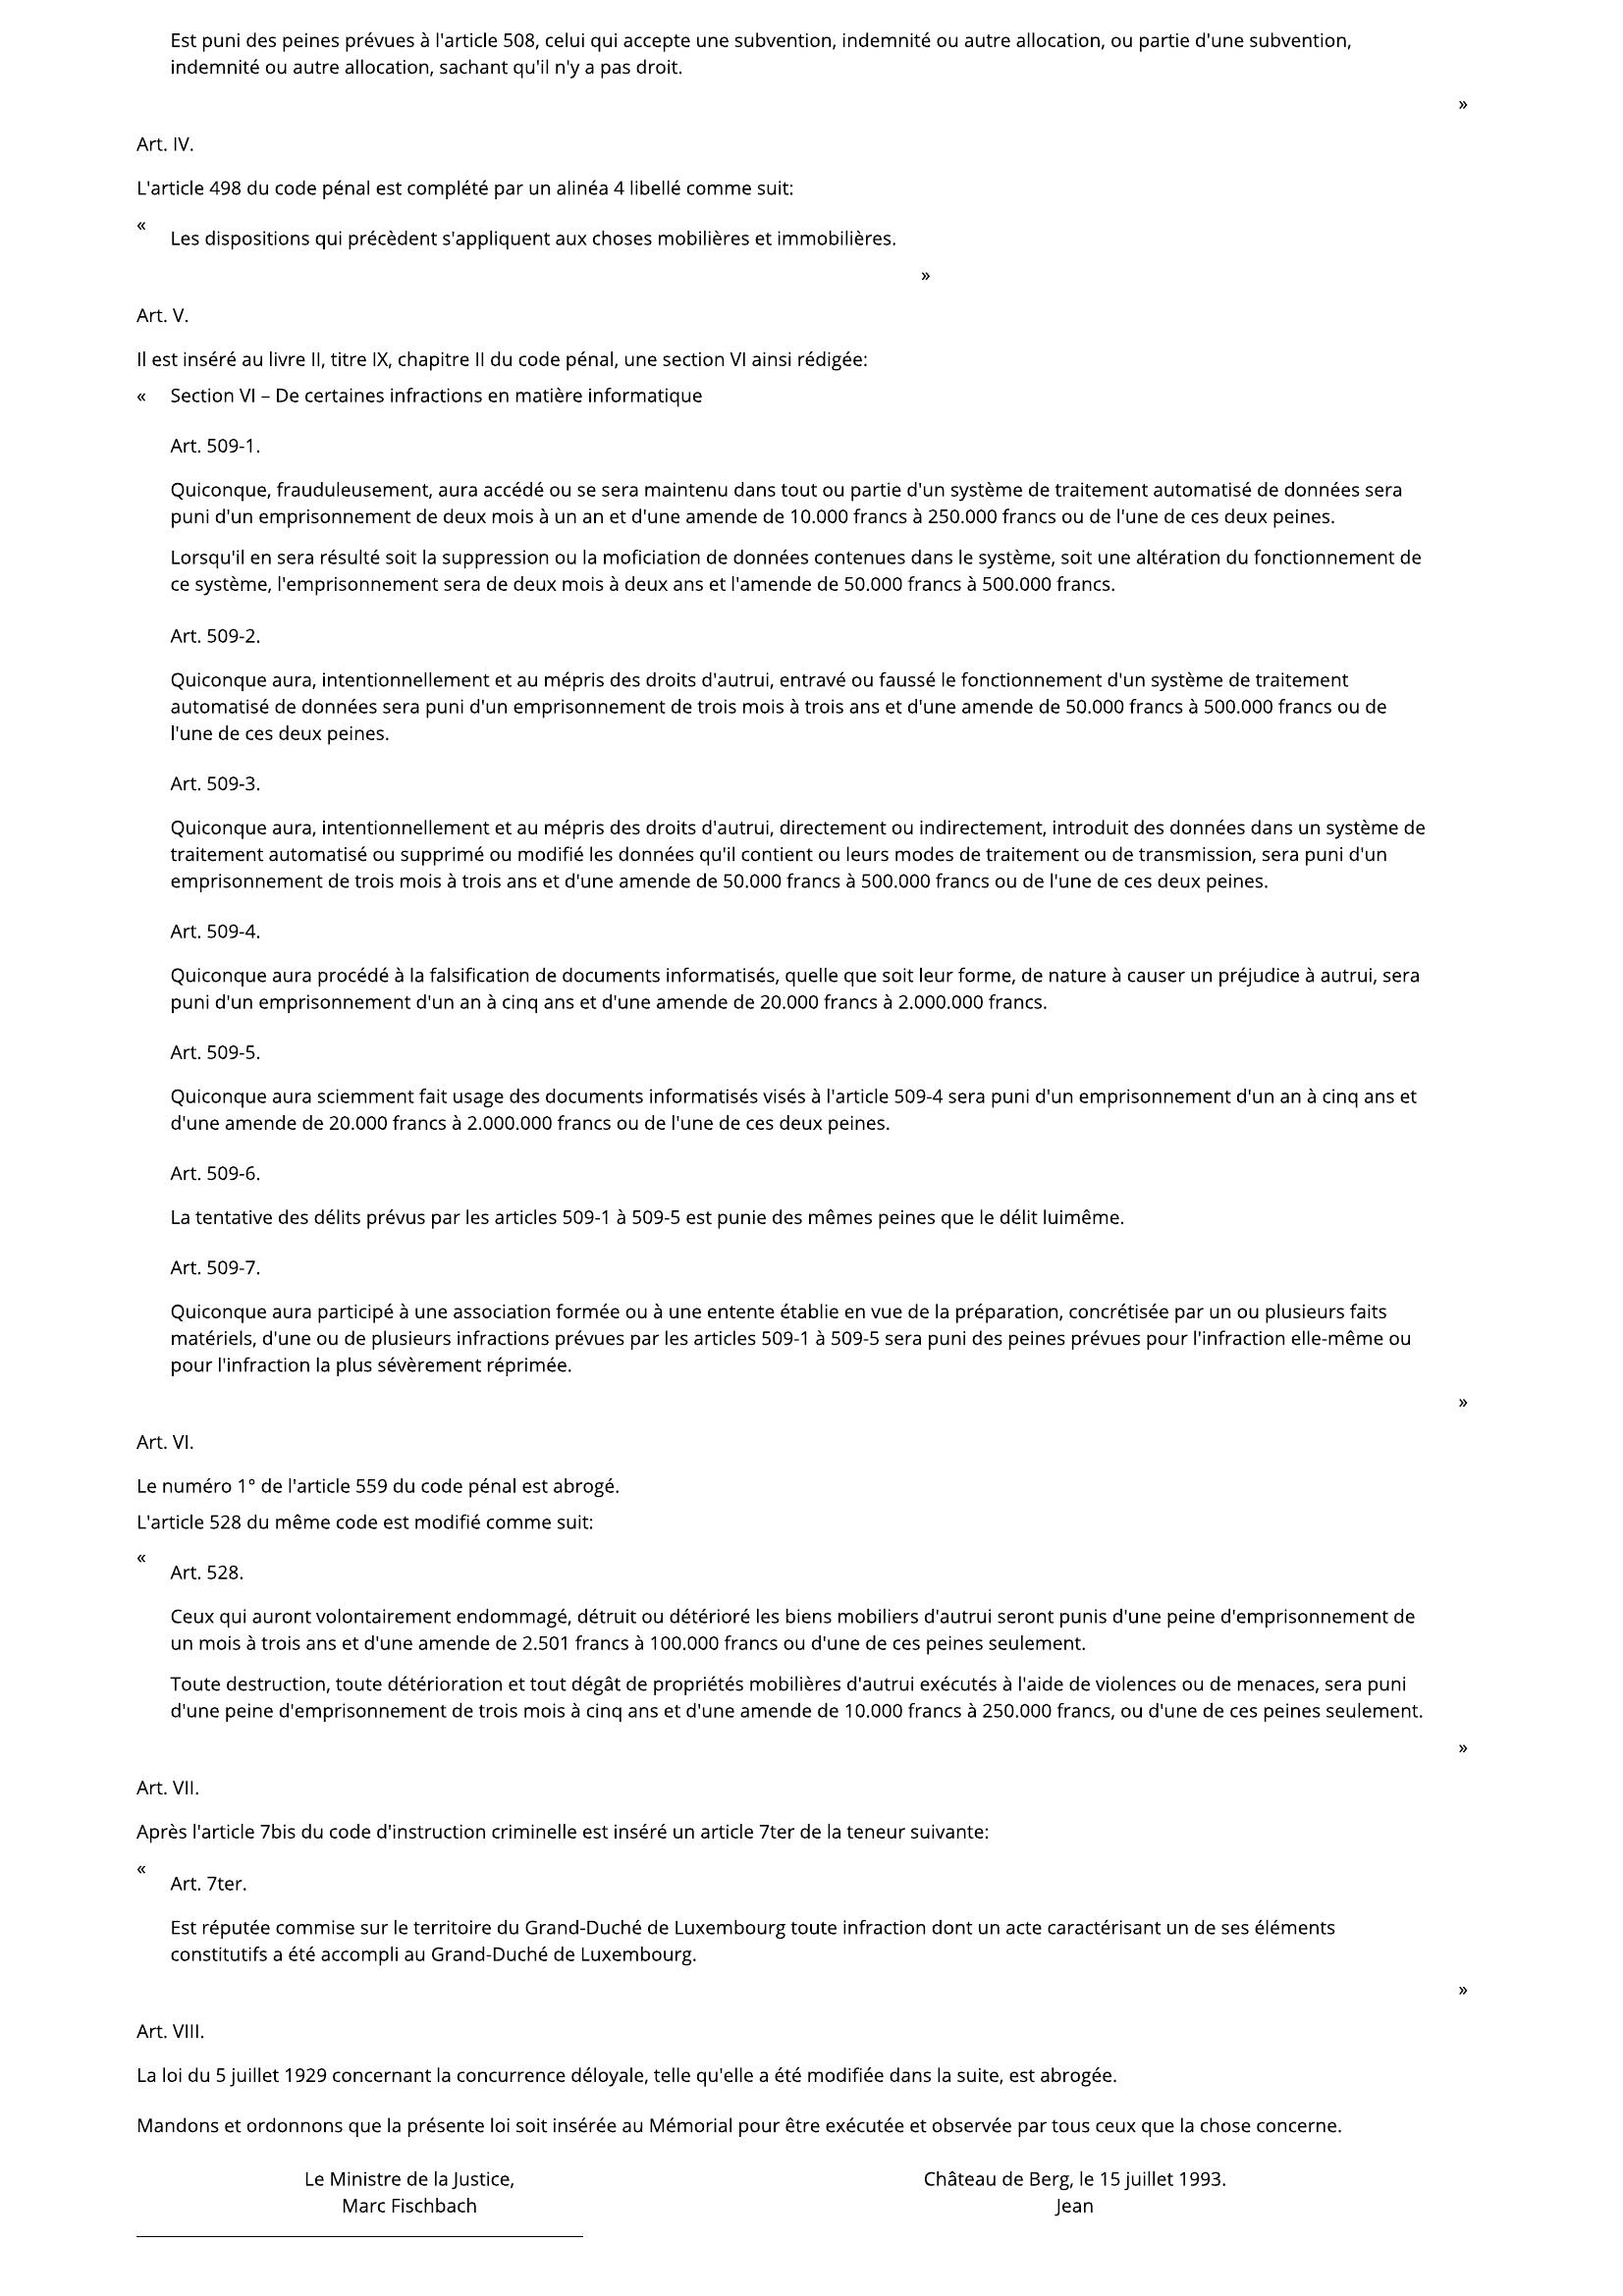 Est puni des peines prévues à l'article 508, celui qui accepte une subvention, indemnité ou autre allocation, ou partie d'une subvention,
indemnité ou autre allocation, sachant qu'il n'y a pas droit.
»
Art. IV.
L'article 498 du code pénal est complété par un alinéa 4 libellé comme suit:
«
Les dispositions qui précèdent s'appliquent aux choses mobilières et immobilières.
»
Art. V.
Il est inséré au livre II, titre IX, chapitre II du code pénal, une section VI ainsi rédigée:
« Section VI – De certaines infractions en matière informatique
Art. 509-1.
Quiconque, frauduleusement, aura accédé ou se sera maintenu dans tout ou partie d'un système de traitement automatisé de données sera
puni d'un emprisonnement de deux mois à un an et d'une amende de 10.000 francs à 250.000 francs ou de l'une de ces deux peines.
Lorsqu'il en sera résulté soit la suppression ou la moficiation de données contenues dans le système, soit une altération du fonctionnement de
ce système, l'emprisonnement sera de deux mois à deux ans et l'amende de 50.000 francs à 500.000 francs.
Art. 509-2.
Quiconque aura, intentionnellement et au mépris des droits d'autrui, entravé ou faussé le fonctionnement d'un système de traitement
automatisé de données sera puni d'un emprisonnement de trois mois à trois ans et d'une amende de 50.000 francs à 500.000 francs ou de
l'une de ces deux peines.
Art. 509-3.
Quiconque aura, intentionnellement et au mépris des droits d'autrui, directement ou indirectement, introduit des données dans un système de
traitement automatisé ou supprimé ou modifié les données qu'il contient ou leurs modes de traitement ou de transmission, sera puni d'un
emprisonnement de trois mois à trois ans et d'une amende de 50.000 francs à 500.000 francs ou de l'une de ces deux peines.
Art. 509-4.
Quiconque aura procédé à la falsification de documents informatisés, quelle que soit leur forme, de nature à causer un préjudice à autrui, sera
puni d'un emprisonnement d'un an à cinq ans et d'une amende de 20.000 francs à 2.000.000 francs.
Art. 509-5.
Quiconque aura sciemment fait usage des documents informatisés visés à l'article 509-4 sera puni d'un emprisonnement d'un an à cinq ans et
d'une amende de 20.000 francs à 2.000.000 francs ou de l'une de ces deux peines.
Art. 509-6.
La tentative des délits prévus par les articles 509-1 à 509-5 est punie des mêmes peines que le délit luimême.
Art. 509-7.
Quiconque aura participé à une association formée ou à une entente établie en vue de la préparation, concrétisée par un ou plusieurs faits
matériels, d'une ou de plusieurs infractions prévues par les articles 509-1 à 509-5 sera puni des peines prévues pour l'infraction elle-même ou
pour l'infraction la plus sévèrement réprimée.
»
Art. VI.
Le numéro 1° de l'article 559 du code pénal est abrogé.
L'article 528 du même code est modifié comme suit:
«
Art. 528.
Ceux qui auront volontairement endommagé, détruit ou détérioré les biens mobiliers d'autrui seront punis d'une peine d'emprisonnement de
un mois à trois ans et d'une amende de 2.501 francs à 100.000 francs ou d'une de ces peines seulement.
Toute destruction, toute détérioration et tout dégât de propriétés mobilières d'autrui exécutés à l'aide de violences ou de menaces, sera puni
d'une peine d'emprisonnement de trois mois à cinq ans et d'une amende de 10.000 francs à 250.000 francs, ou d'une de ces peines seulement.
»
Art. VII.
Après l'article 7bis du code d'instruction criminelle est inséré un article 7ter de la teneur suivante:
«
Art. 7ter.
Est réputée commise sur le territoire du Grand-Duché de Luxembourg toute infraction dont un acte caractérisant un de ses éléments
constitutifs a été accompli au Grand-Duché de Luxembourg.
»
Art. VIII.
La loi du 5 juillet 1929 concernant la concurrence déloyale, telle qu'elle a été modifiée dans la suite, est abrogée.
Mandons et ordonnons que la présente loi soit insérée au Mémorial pour être exécutée et observée par tous ceux que la chose concerne.
Le Ministre de la Justice,
Marc Fischbach
Château de Berg, le 15 juillet 1993.
Jean